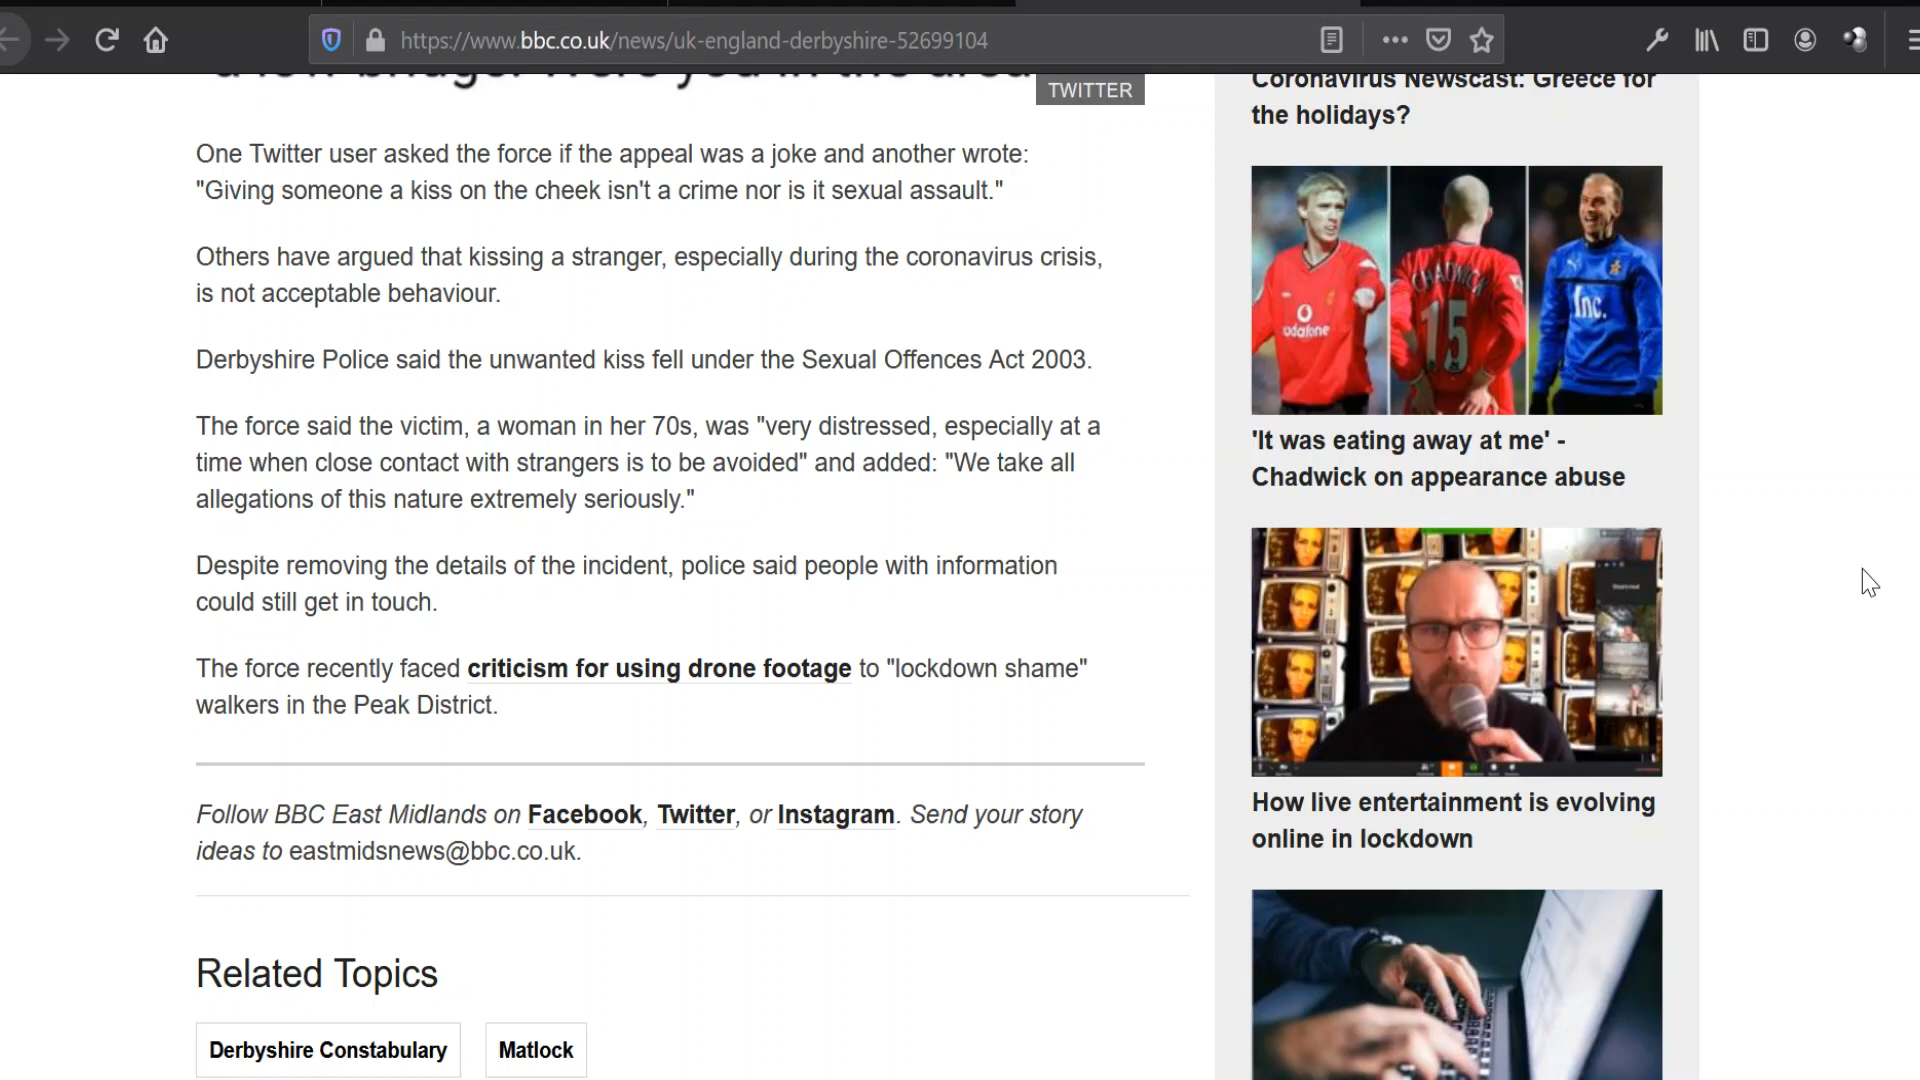 https://www.bbc.co.uk/news/uk-england-derbyshire-52699104
TWITTER
One Twitter user asked the force if the appeal was a joke and another wrote:
"Giving someone a kiss on the cheek isn't a crime nor is it sexual assault."
Others have argued that kissing a stranger, especially during the coronavirus crisis,
is not acceptable behaviour.
Derbyshire Police said the unwanted kiss fell under the Sexual Offences Act 2003.
The force said the victim, a woman in her 70s, was "very distressed, especially at a
time when close contact with strangers is to be avoided" and added: "We take all
allegations of this nature extremely seriously."
Despite removing the details of the incident, police said people with information
could still get in touch.
The force recently faced criticism for using drone footage to "lockdown shame"
walkers in the Peak District.
Follow BBC East Midlands on Facebook, Twitter, or Instagram. Send your story
ideas to eastmidsnews@bbc.co.uk.
Related Topics
Derbyshire Constabulary
Matlock
Coronavirus Newscast: Greece for
the holidays?
vodafone
CHADWICK
15
Inc.
'It was eating away at me' -
Chadwick on appearance abuse
How live entertainment is evolving
online in lockdown